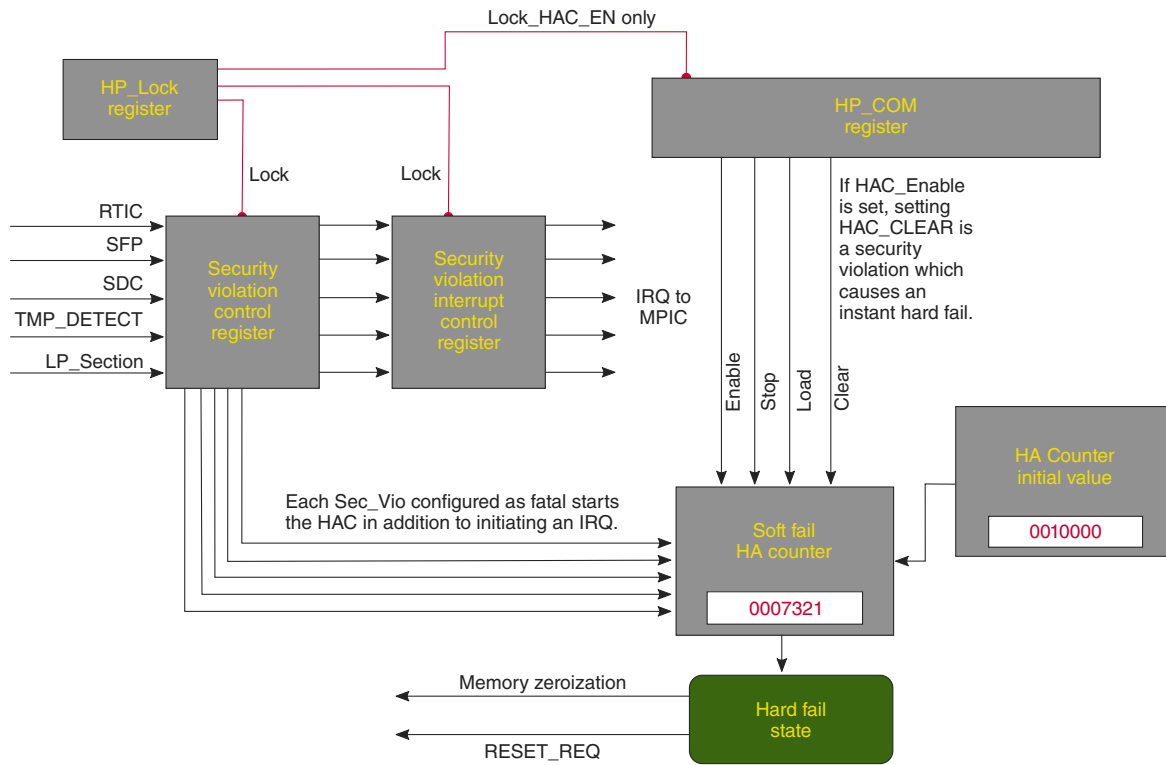 Lock_HAC_EN only
HP_Lock
register
HP_COM
register
Lock
Lock
RTIC
SFP
SDC
TMP_DETECT
LP_Section
Security
violation
control
register
Security
violation
interrupt
control
register
IRQ to
MPIC
If HAC_Enable
is set, setting
HAC_CLEAR is
a security
violation which
causes an
instant hard fail.
Enable
Stop
Load
Clear
HA Counter
initial value
0010000
Each Sec_Vio configured as fatal starts
the HAC in addition to initiating an IRQ.
Soft fail
HA counter
0007321
Memory zeroization
Hard fail
state
RESET_REQ